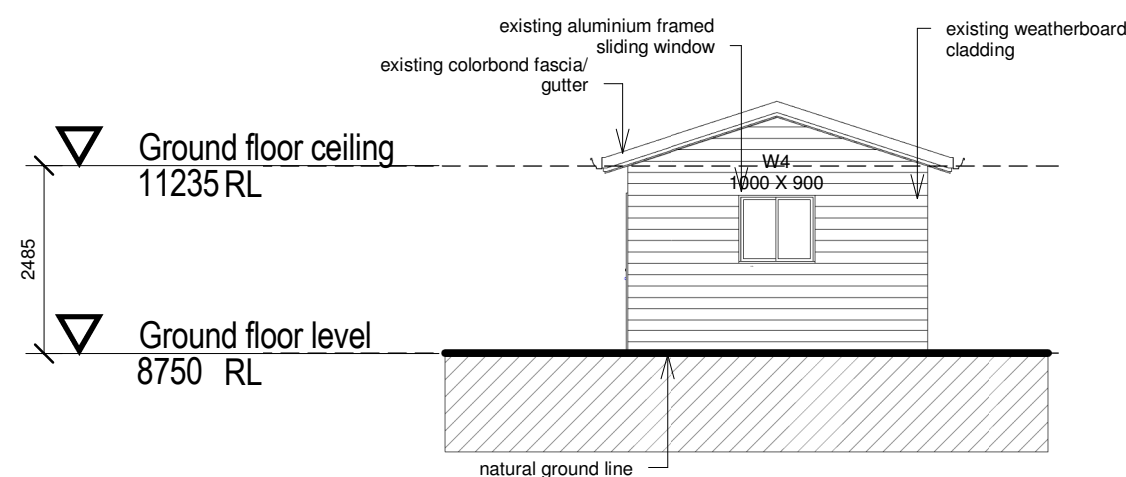 existing aluminium framed
sliding window
existing weatherboard
cladding
existing colorbond fascia/
gutter
Ground floor ceiling
11235 RL
W4
1000 X 900
2485
Ground floor level
8750 RL
natural ground line